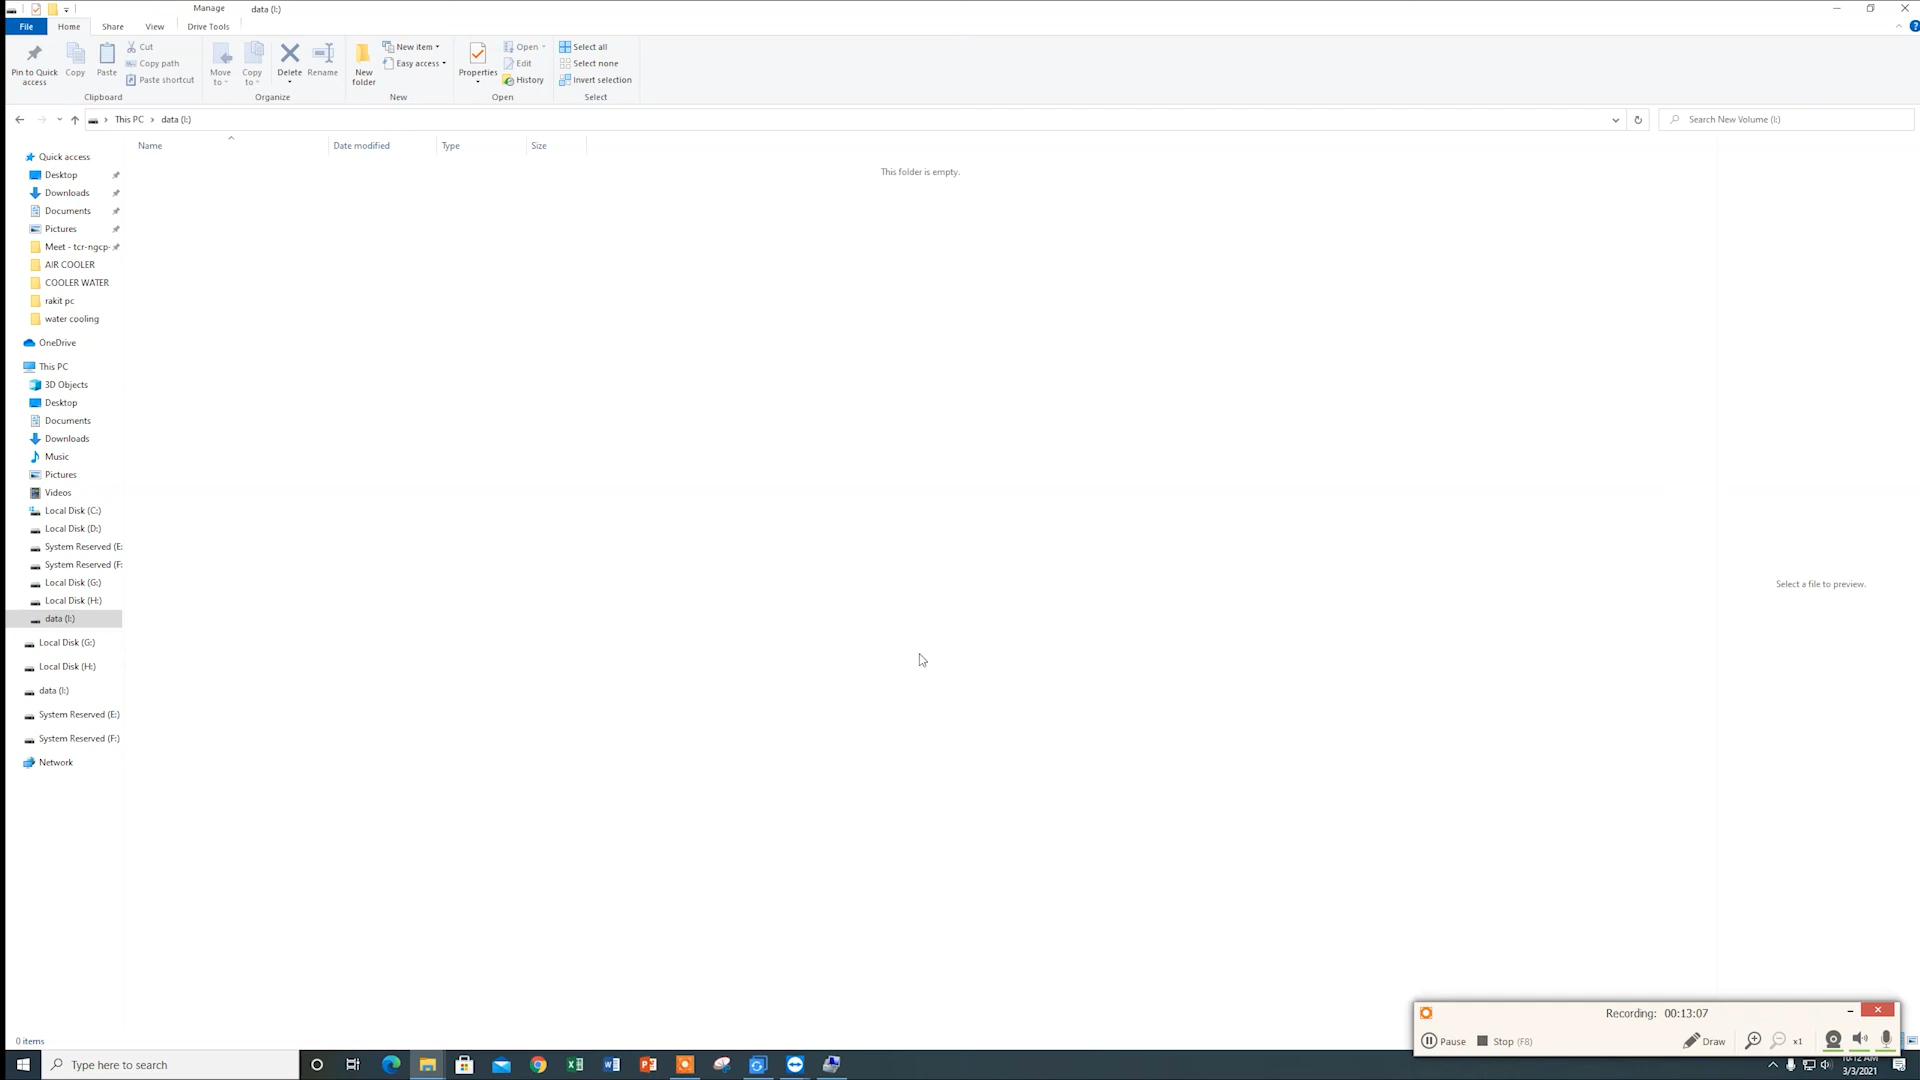 Manage
data (I:)
File
Home
Share
View
Drive Tools
Pin to Quick access
Copy
Paste
Cut
Copy path
Paste shortcut
Clipboard
Move to
Copy to
Delete
Rename
Organize
New folder
New item
Easy access
New
Properties
Open
Edit
History
Open
Select all
Select none
Invert selection
Select
This PC
data (I:)
Search New Volume (I:)
Name
Date modified
Type
Size
This folder is empty.
Quick access
Desktop
Downloads
Documents
Pictures
Meet - tcr-ngcp-
AIR COOLER
COOLER WATER
rakit pc
water cooling
OneDrive
This PC
3D Objects
Desktop
Documents
Downloads
Music
Pictures
Videos
Local Disk (C:)
Local Disk (D:)
System Reserved (E:
System Reserved (F:
Local Disk (G:)
Local Disk (H:)
data (I:)
Local Disk (G:)
Local Disk (H:)
data (I:)
System Reserved (E:)
System Reserved (F:)
Network
Select a file to preview.
0 items
Recording: 00:13:07
Pause
Stop (F8)
Draw
x1
Type here to search
10:12 AM
3/3/2021